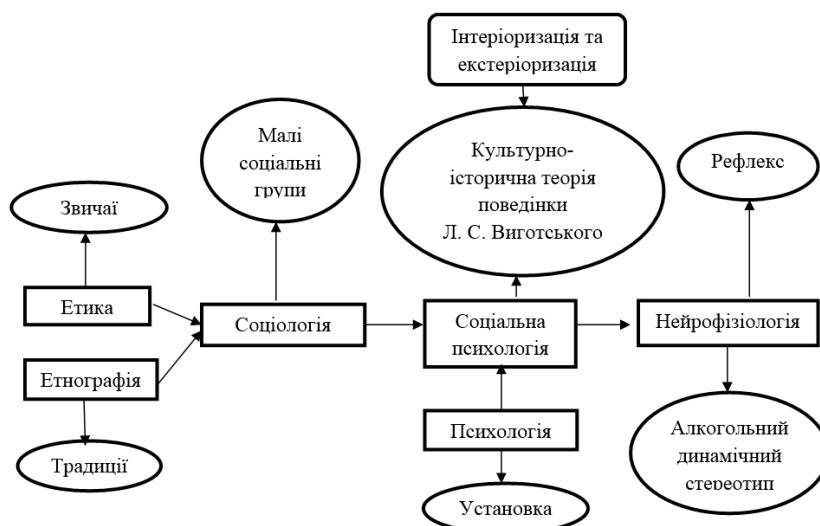 Інтеріоризація та
екстеріоризація
Малі
соціальні
групи
Культурно-
історична теорія
поведінки
Л. С. Виготського
Рефлекс
Звичаї
Етика
Соціологія
Соціальна
психологія
Нейрофізіологія
Етнографія
Психологія
Традиції
Установка
Алкогольний
динамічний
стереотип